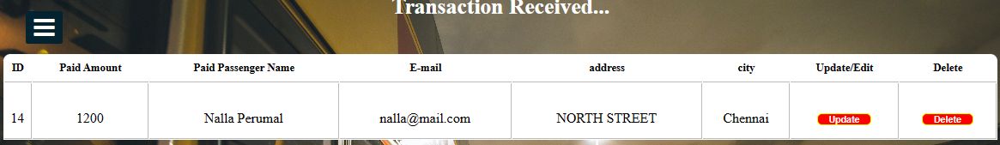 Transaction Received...
ID Paid Amount Paid Passenger Name E-mail address city Update/Edit Delete
14 1200 Nalla Perumal nalla@mail.com NORTH STREET Chennai Update Delete